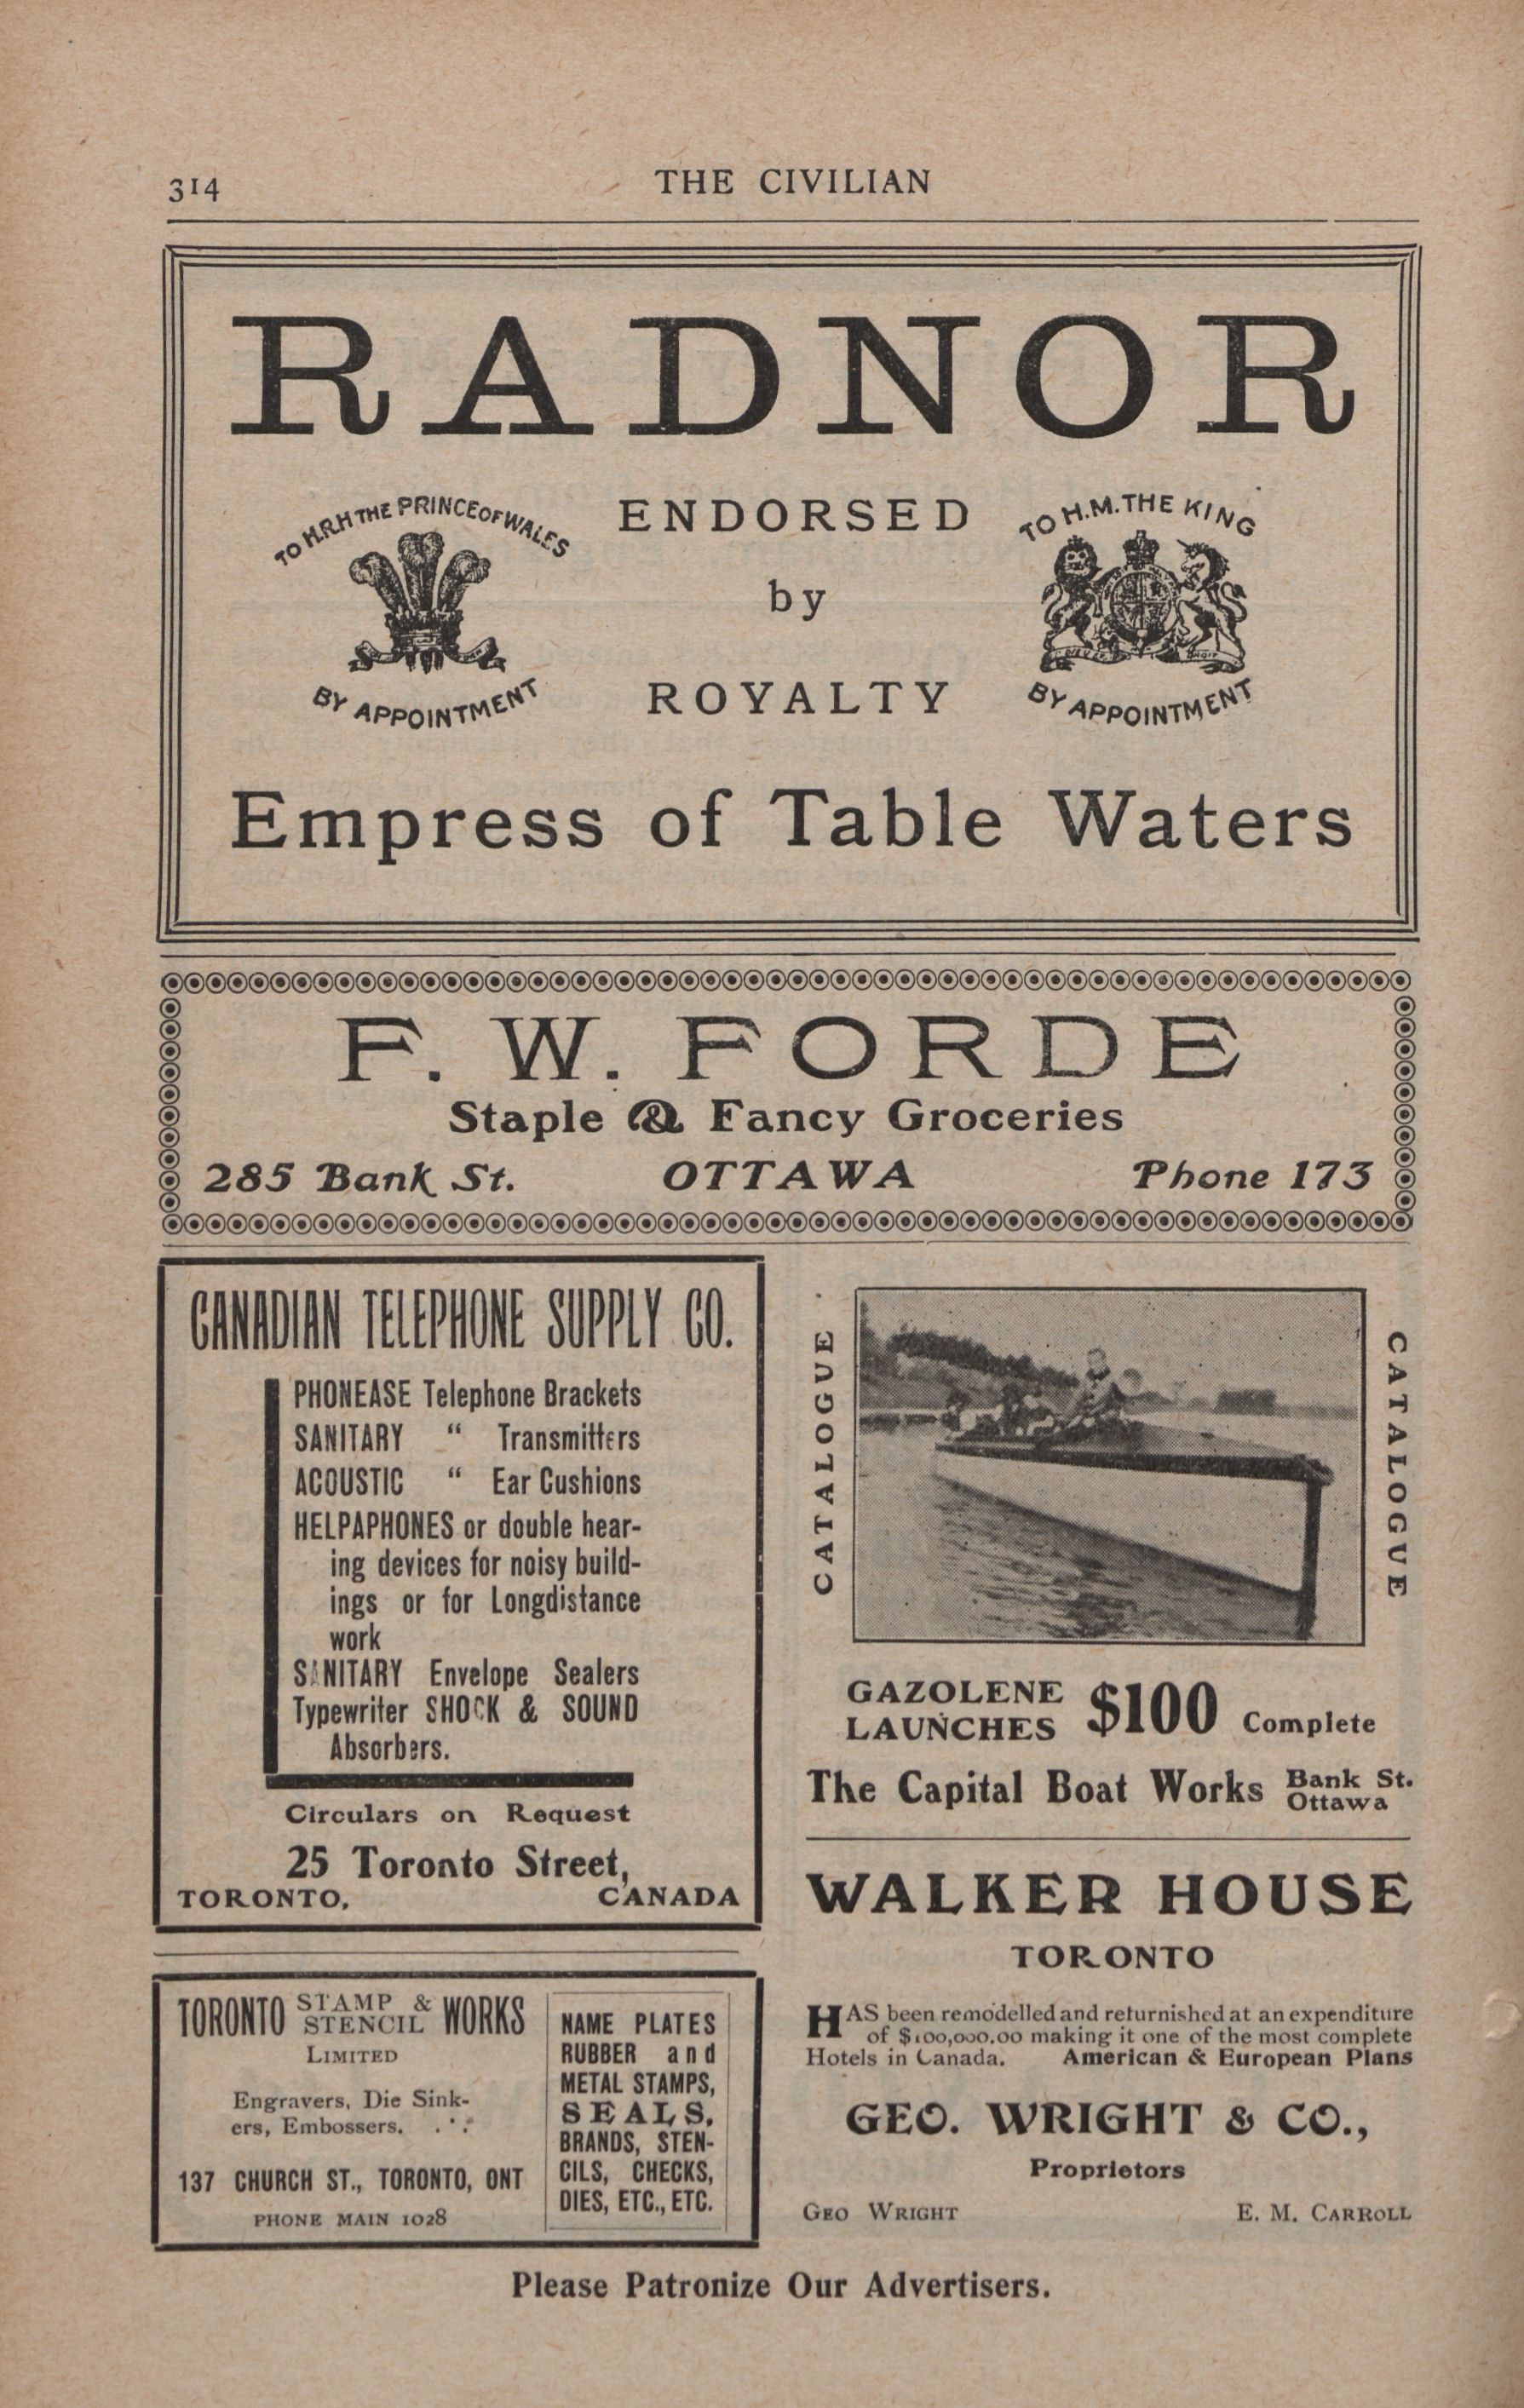 314
THE CIVILIAN
RADNOR
TO H.R.H THE PRINCE OF WALES
BY APPOINTMENT
ENDORSED
by
ROYALTY
TO H.M. THE KING
BY APPOINTMENT
Empress of Table Waters
F. W. FORDE
Staple & Fancy Groceries
285 Bank St. OTTAWA Phone 173
CANADIAN TELEPHONE SUPPLY CO.
PHONEASE Telephone Brackets
SANITARY “ Transmitters
ACOUSTIC “ Ear Cushions
HELPAPHONES or double hear-
ing devices for noisy build-
ings or for Longdistance
work
SANITARY Envelope Sealers
Typewriter SHOCK & SOUND
Absorbers.
Circulars on Request
25 Toronto Street,
TORONTO, CANADA
TORONTO STAMP & STENCIL WORKS
LIMITED
Engravers, Die Sink-
ers, Embossers.
137 CHURCH ST., TORONTO, ONT
PHONE MAIN 1028
NAME PLATES
RUBBER and
METAL STAMPS,
SEALS,
BRANDS, STEN-
CILS, CHECKS,
DIES, ETC., ETC.
CATALOGUE
CATALOGUE
GAZOLENE
LAUNCHES $100 Complete
The Capital Boat Works Bank St.
Ottawa
WALKER HOUSE
TORONTO
HAS been remodelled and returnished at an expenditure
of $100,000.00 making it one of the most complete
Hotels in Canada. American & European Plans
GEO. WRIGHT & CO.,
Proprietors
GEO WRIGHT E. M. CARROLL
Please Patronize Our Advertisers.